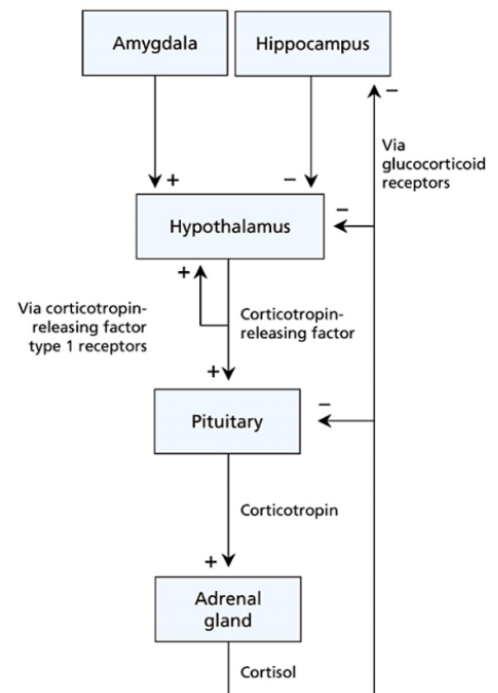 Amygdala
Hippocampus
−
+
−
Via
glucocorticoid
receptors
Hypothalamus
−
+
Via corticotropin-
releasing factor
type 1 receptors
Corticotropin-
releasing factor
+
Pituitary
−
Corticotropin
+
Adrenal
gland
Cortisol